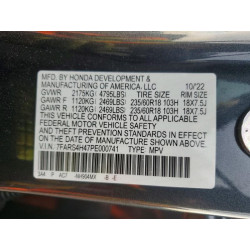 MFD. BY HONDA DEVELOPMENT &
MANUFACTURING OF AMERICA, LLC 10/'22
GVWR 2175KG( 4795LBS) TIRE SIZE RIM SIZE
GAWR F 1120KG( 2469LBS) 235/60R18 103H 18X7.5J
GAWR R 1120KG( 2469LBS) 235/60R18 103H 18X7.5J
THIS VEHICLE CONFORMS TO ALL APPLICABLE
FEDERAL MOTOR VEHICLE SAFETY AND THEFT
PREVENTION STANDARDS IN EFFECT ON THE
DATE OF MANUFACTURE SHOWN ABOVE.
V.I.N.: 7FARS4H47PE000741 TYPE: MPV